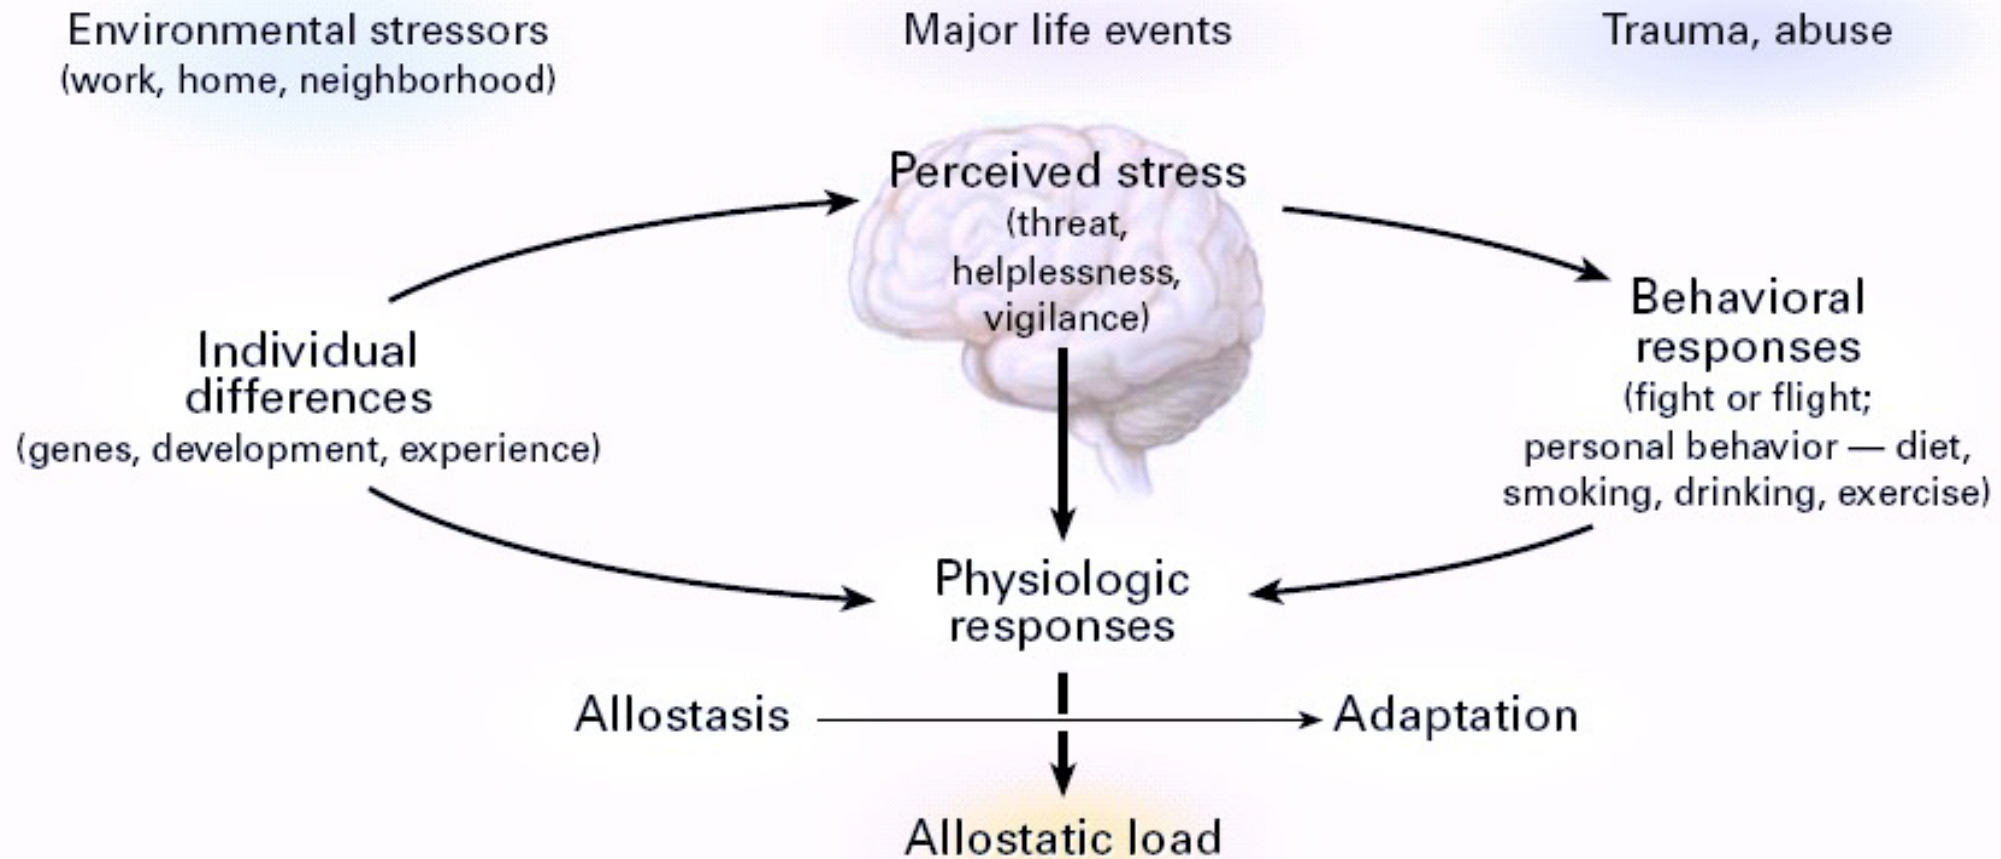 Environmental stressors
(work, home, neighborhood)
Major life events
Trauma, abuse
Perceived stress
(threat,
helplessness,
vigilance)
Individual
differences
(genes, development, experience)
Behavioral
responses
(fight or flight;
personal behavior — diet,
smoking, drinking, exercise)
Physiologic
responses
Allostasis
Adaptation
Allostatic load